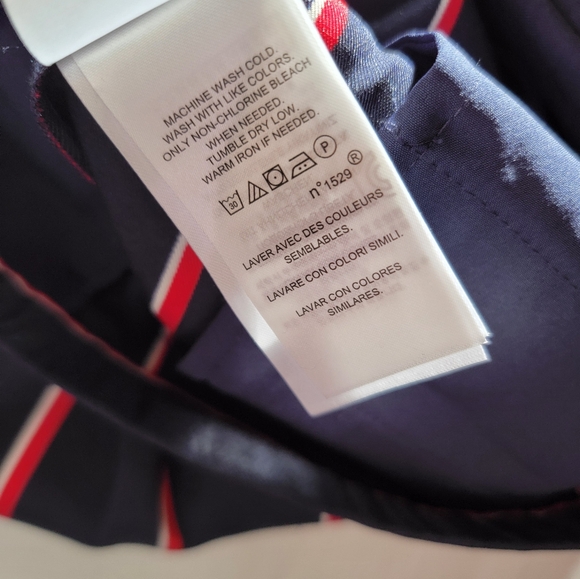 MACHINE WASH COLD.
WASH WITH LIKE COLORS.
ONLY NON-CHLORINE BLEACH
WHEN NEEDED.
TUMBLE DRY LOW.
WARM IRON IF NEEDED.
30 P
n°1529 ®
LAVER AVEC DES COULEURS
SEMBLABLES.
LAVARE CON COLORI SIMILI.
LAVAR CON COLORES
SIMILARES.